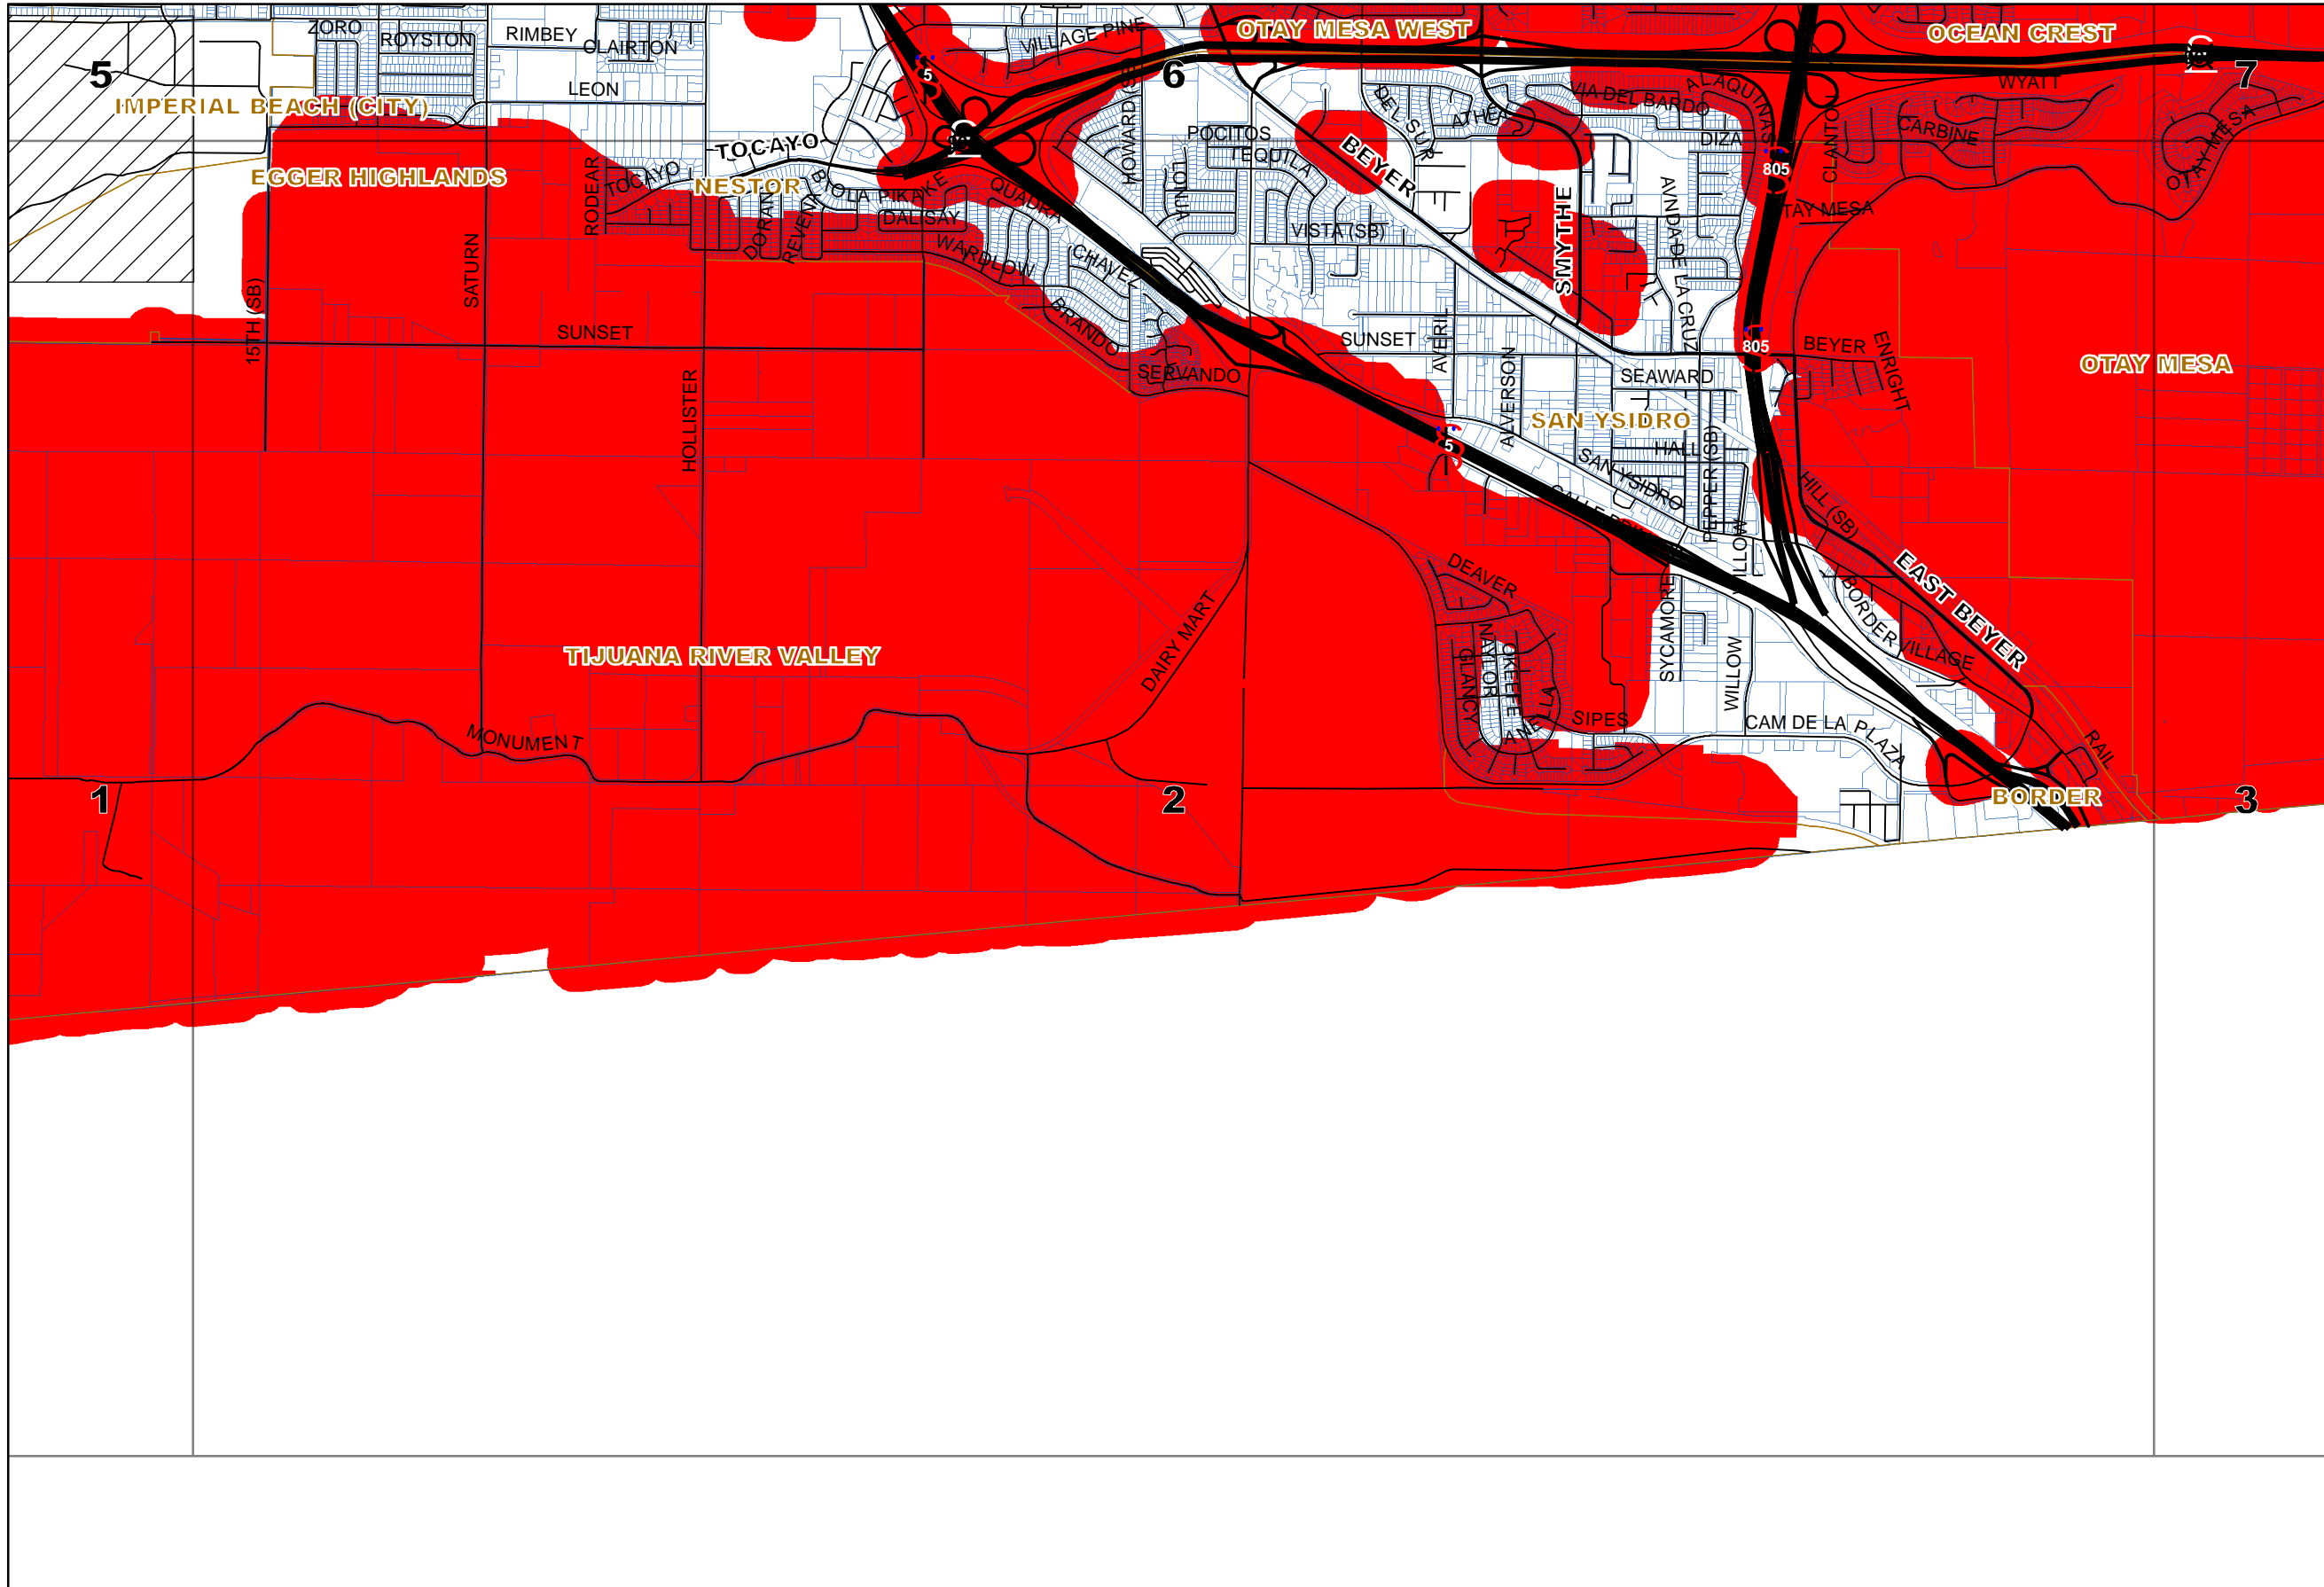 ZORO
ROYSTON
RIMBEY
CLAIRTON
LEON
5
IMPERIAL BEACH (CITY)
EGGER HIGHLANDS
VILLAGE PINE
OTAY MESA WEST
OCEAN CREST
5
6
7
WYATT
VIA DEL BARDO
DEL SUR
DIZA
CLANTON
CARBINE
OTAY MESA
POCITOS
TEQUILA
BEYER
TOCAYO
NESTOR
TOCAYO
RODEAR
PIKAKE
QUADRA
DALISAY
DORAN
WARDLOW
CHAVEZ
BRANDO
SERVANDO
VISTA (SB)
SMYTHE
AVNDA DE LA CRUZ
805
805
SATURN
15TH (SB)
SUNSET
HOLLISTER
SUNSET
AVERIL
ALVERSON
SEAWARD
BEYER
ENRIGHT
OTAY MESA
SAN YSIDRO
HALL
SAN YSIDRO
PEPPER (SB)
5
HILL (SB)
EAST BEYER
BORDER VILLAGE
DEAVER
NAYLOR
GLANCY
OKEEFE
SIPES
SYCAMORE
WILLOW
CAM DE LA PLAZA
RAIL
BORDER
DAIRY MART
TIJUANA RIVER VALLEY
MONUMENT
1
2
3